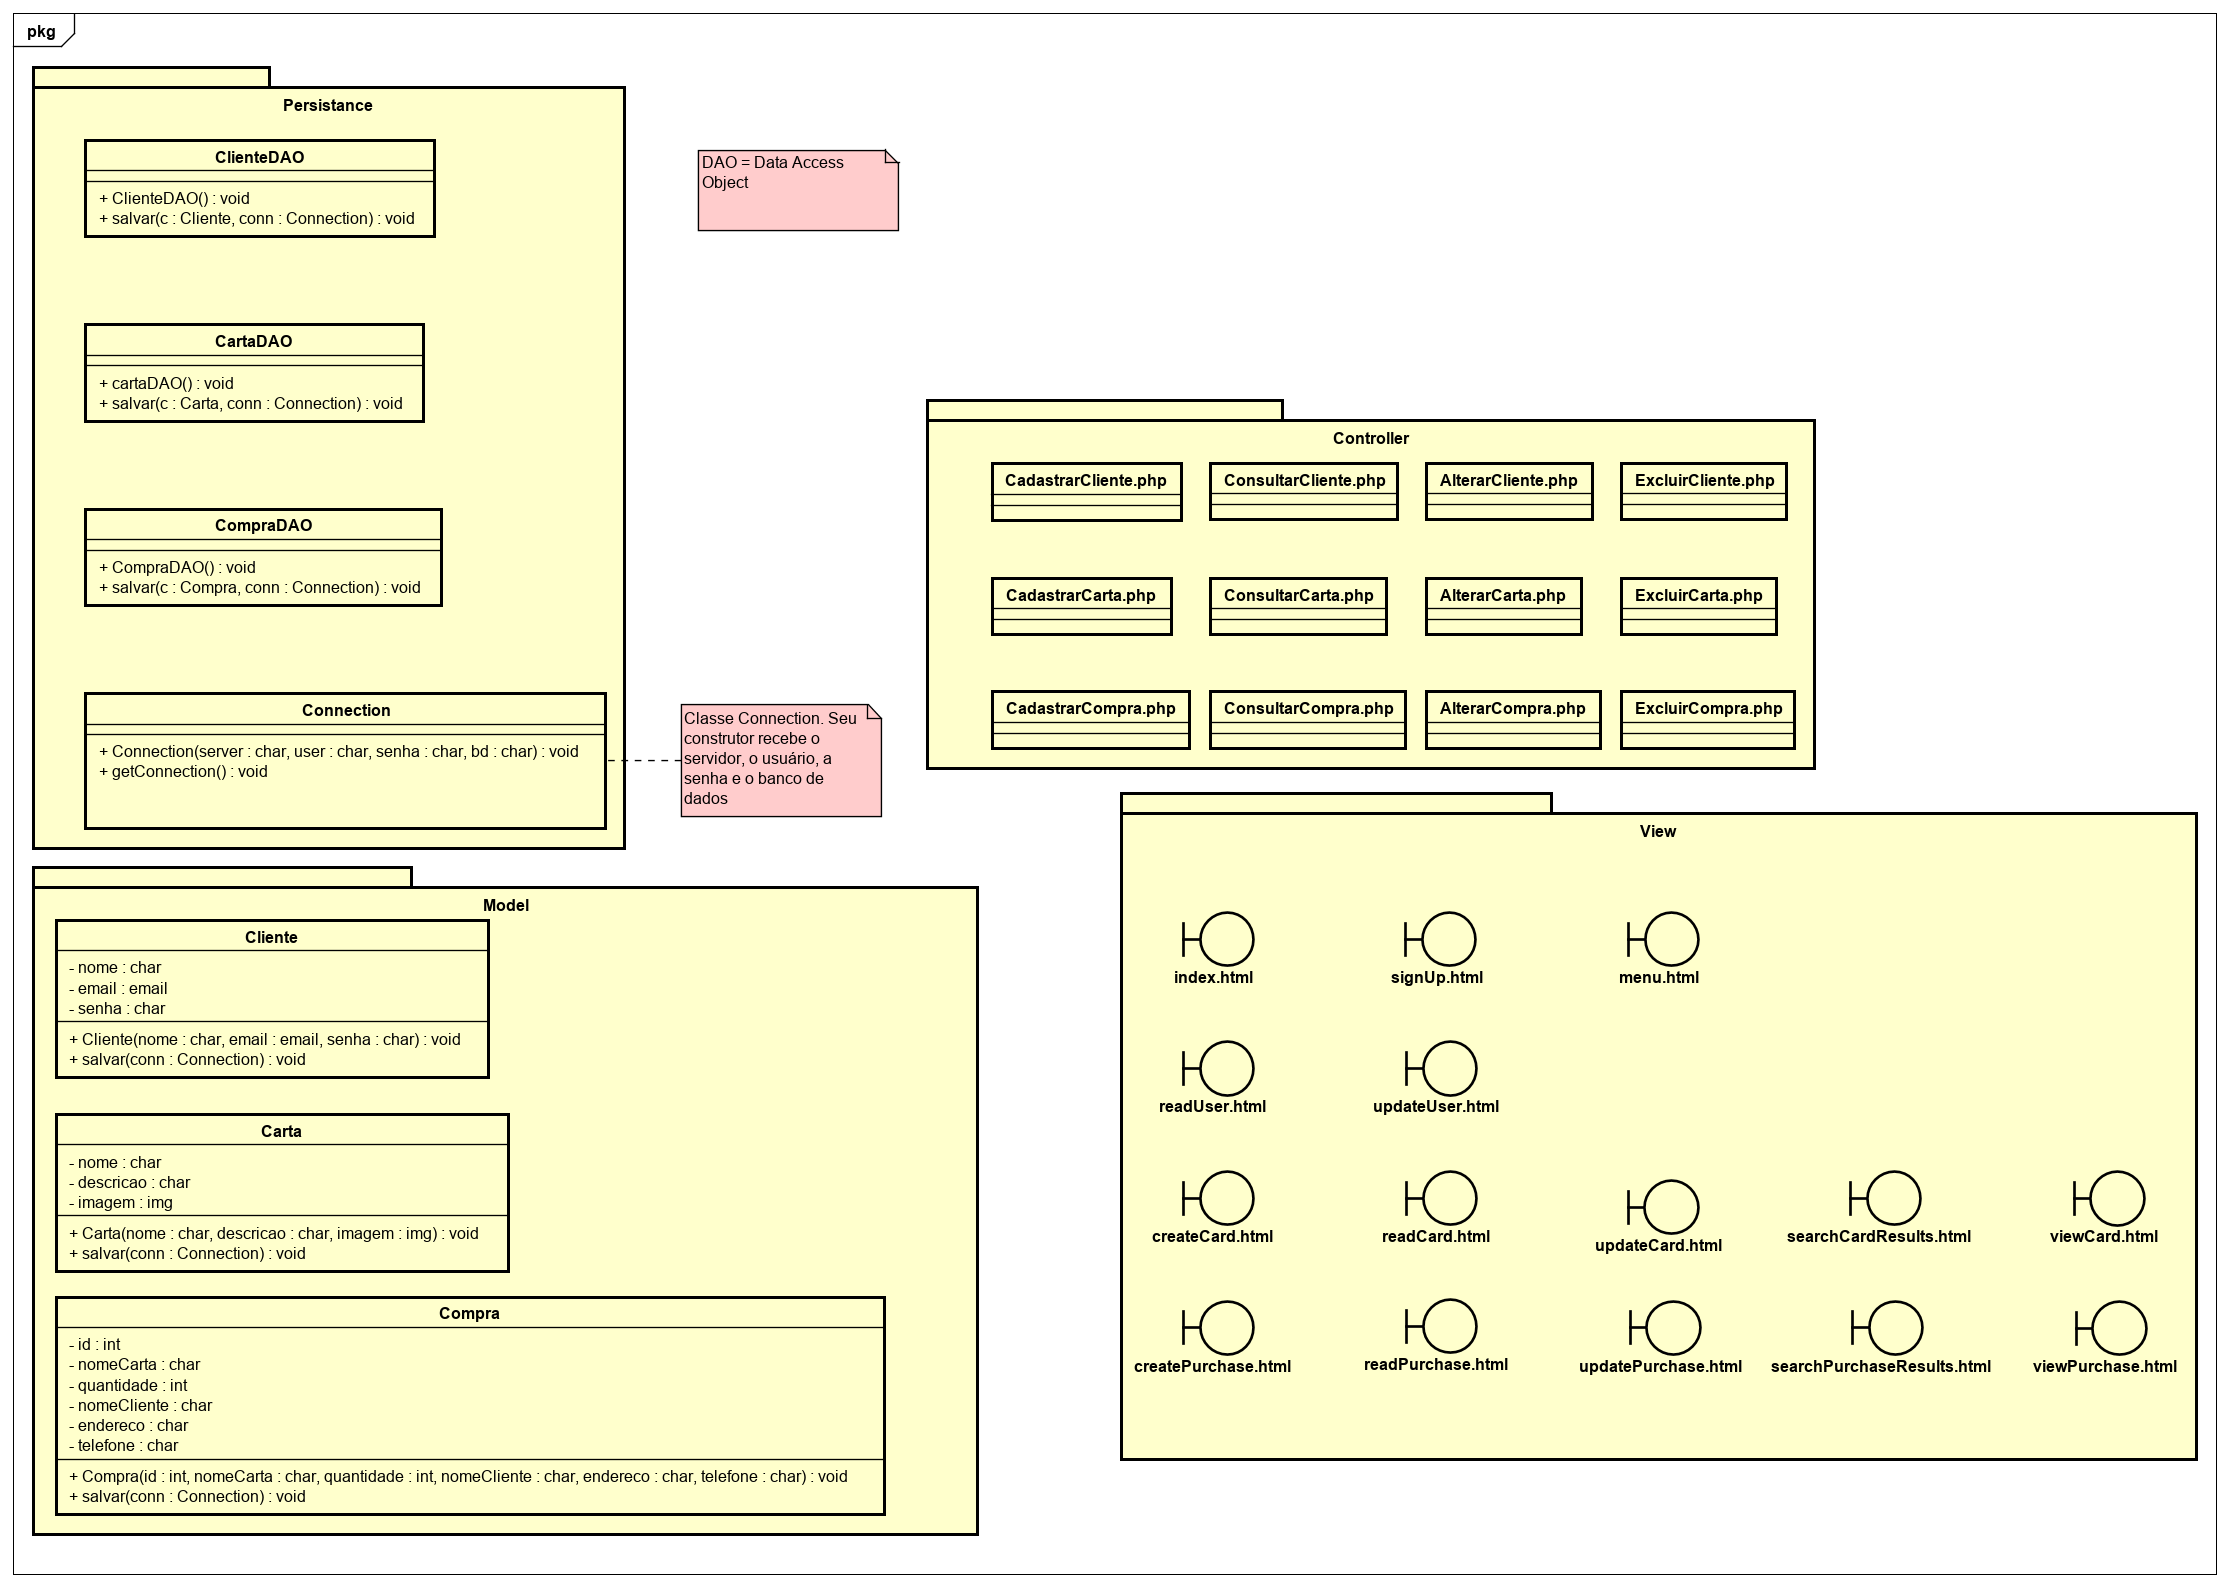 pkg
Persistance
ClienteDAO
+ ClienteDAO() : void
+ salvar(c : Cliente, conn : Connection) : void
DAO = Data Access
Object
CartaDAO
+ cartaDAO() : void
+ salvar(c : Carta, conn : Connection) : void
CompraDAO
+ CompraDAO() : void
+ salvar(c : Compra, conn : Connection) : void
Connection
+ Connection(server : char, user : char, senha : char, bd : char) : void
+ getConnection() : void
Classe Connection. Seu
construtor recebe o
servidor, o usuário, a
senha e o banco de
dados
Controller
CadastrarCliente.php
ConsultarCliente.php
AlterarCliente.php
ExcluirCliente.php
CadastrarCarta.php
ConsultarCarta.php
AlterarCarta.php
ExcluirCarta.php
CadastrarCompra.php
ConsultarCompra.php
AlterarCompra.php
ExcluirCompra.php
Model
Cliente
- nome : char
- email : email
- senha : char
+ Cliente(nome : char, email : email, senha : char) : void
+ salvar(conn : Connection) : void
Carta
- nome : char
- descricao : char
- imagem : img
+ Carta(nome : char, descricao : char, imagem : img) : void
+ salvar(conn : Connection) : void
Compra
- id : int
- nomeCarta : char
- quantidade : int
- nomeCliente : char
- endereco : char
- telefone : char
+ Compra(id : int, nomeCarta : char, quantidade : int, nomeCliente : char, endereco : char, telefone : char) : void
+ salvar(conn : Connection) : void
View
index.html
signUp.html
menu.html
readUser.html
updateUser.html
createCard.html
readCard.html
updateCard.html
searchCardResults.html
viewCard.html
createPurchase.html
readPurchase.html
updatePurchase.html
searchPurchaseResults.html
viewPurchase.html